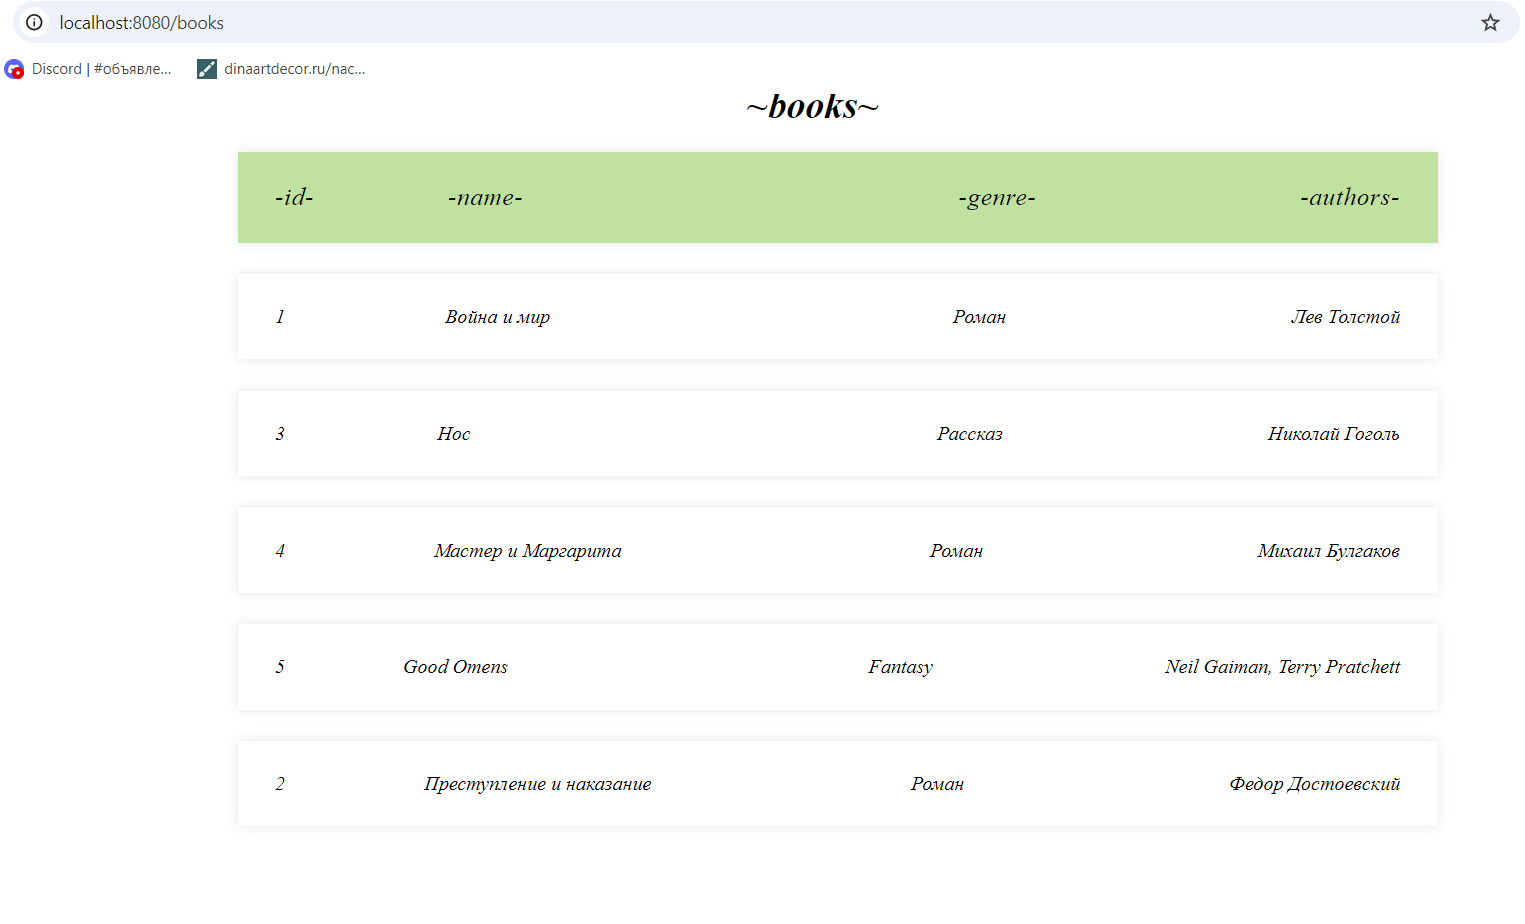 localhost:8080/books
Discord | #объявле... dinaartdecor.ru/nac...
~books~
-id- -name- -genre- -authors-
1 Война и мир Роман Лев Толстой
3 Нос Рассказ Николай Гоголь
4 Мастер и Маргарита Роман Михаил Булгаков
5 Good Omens Fantasy Neil Gaiman, Terry Pratchett
2 Преступление и наказание Роман Федор Достоевский